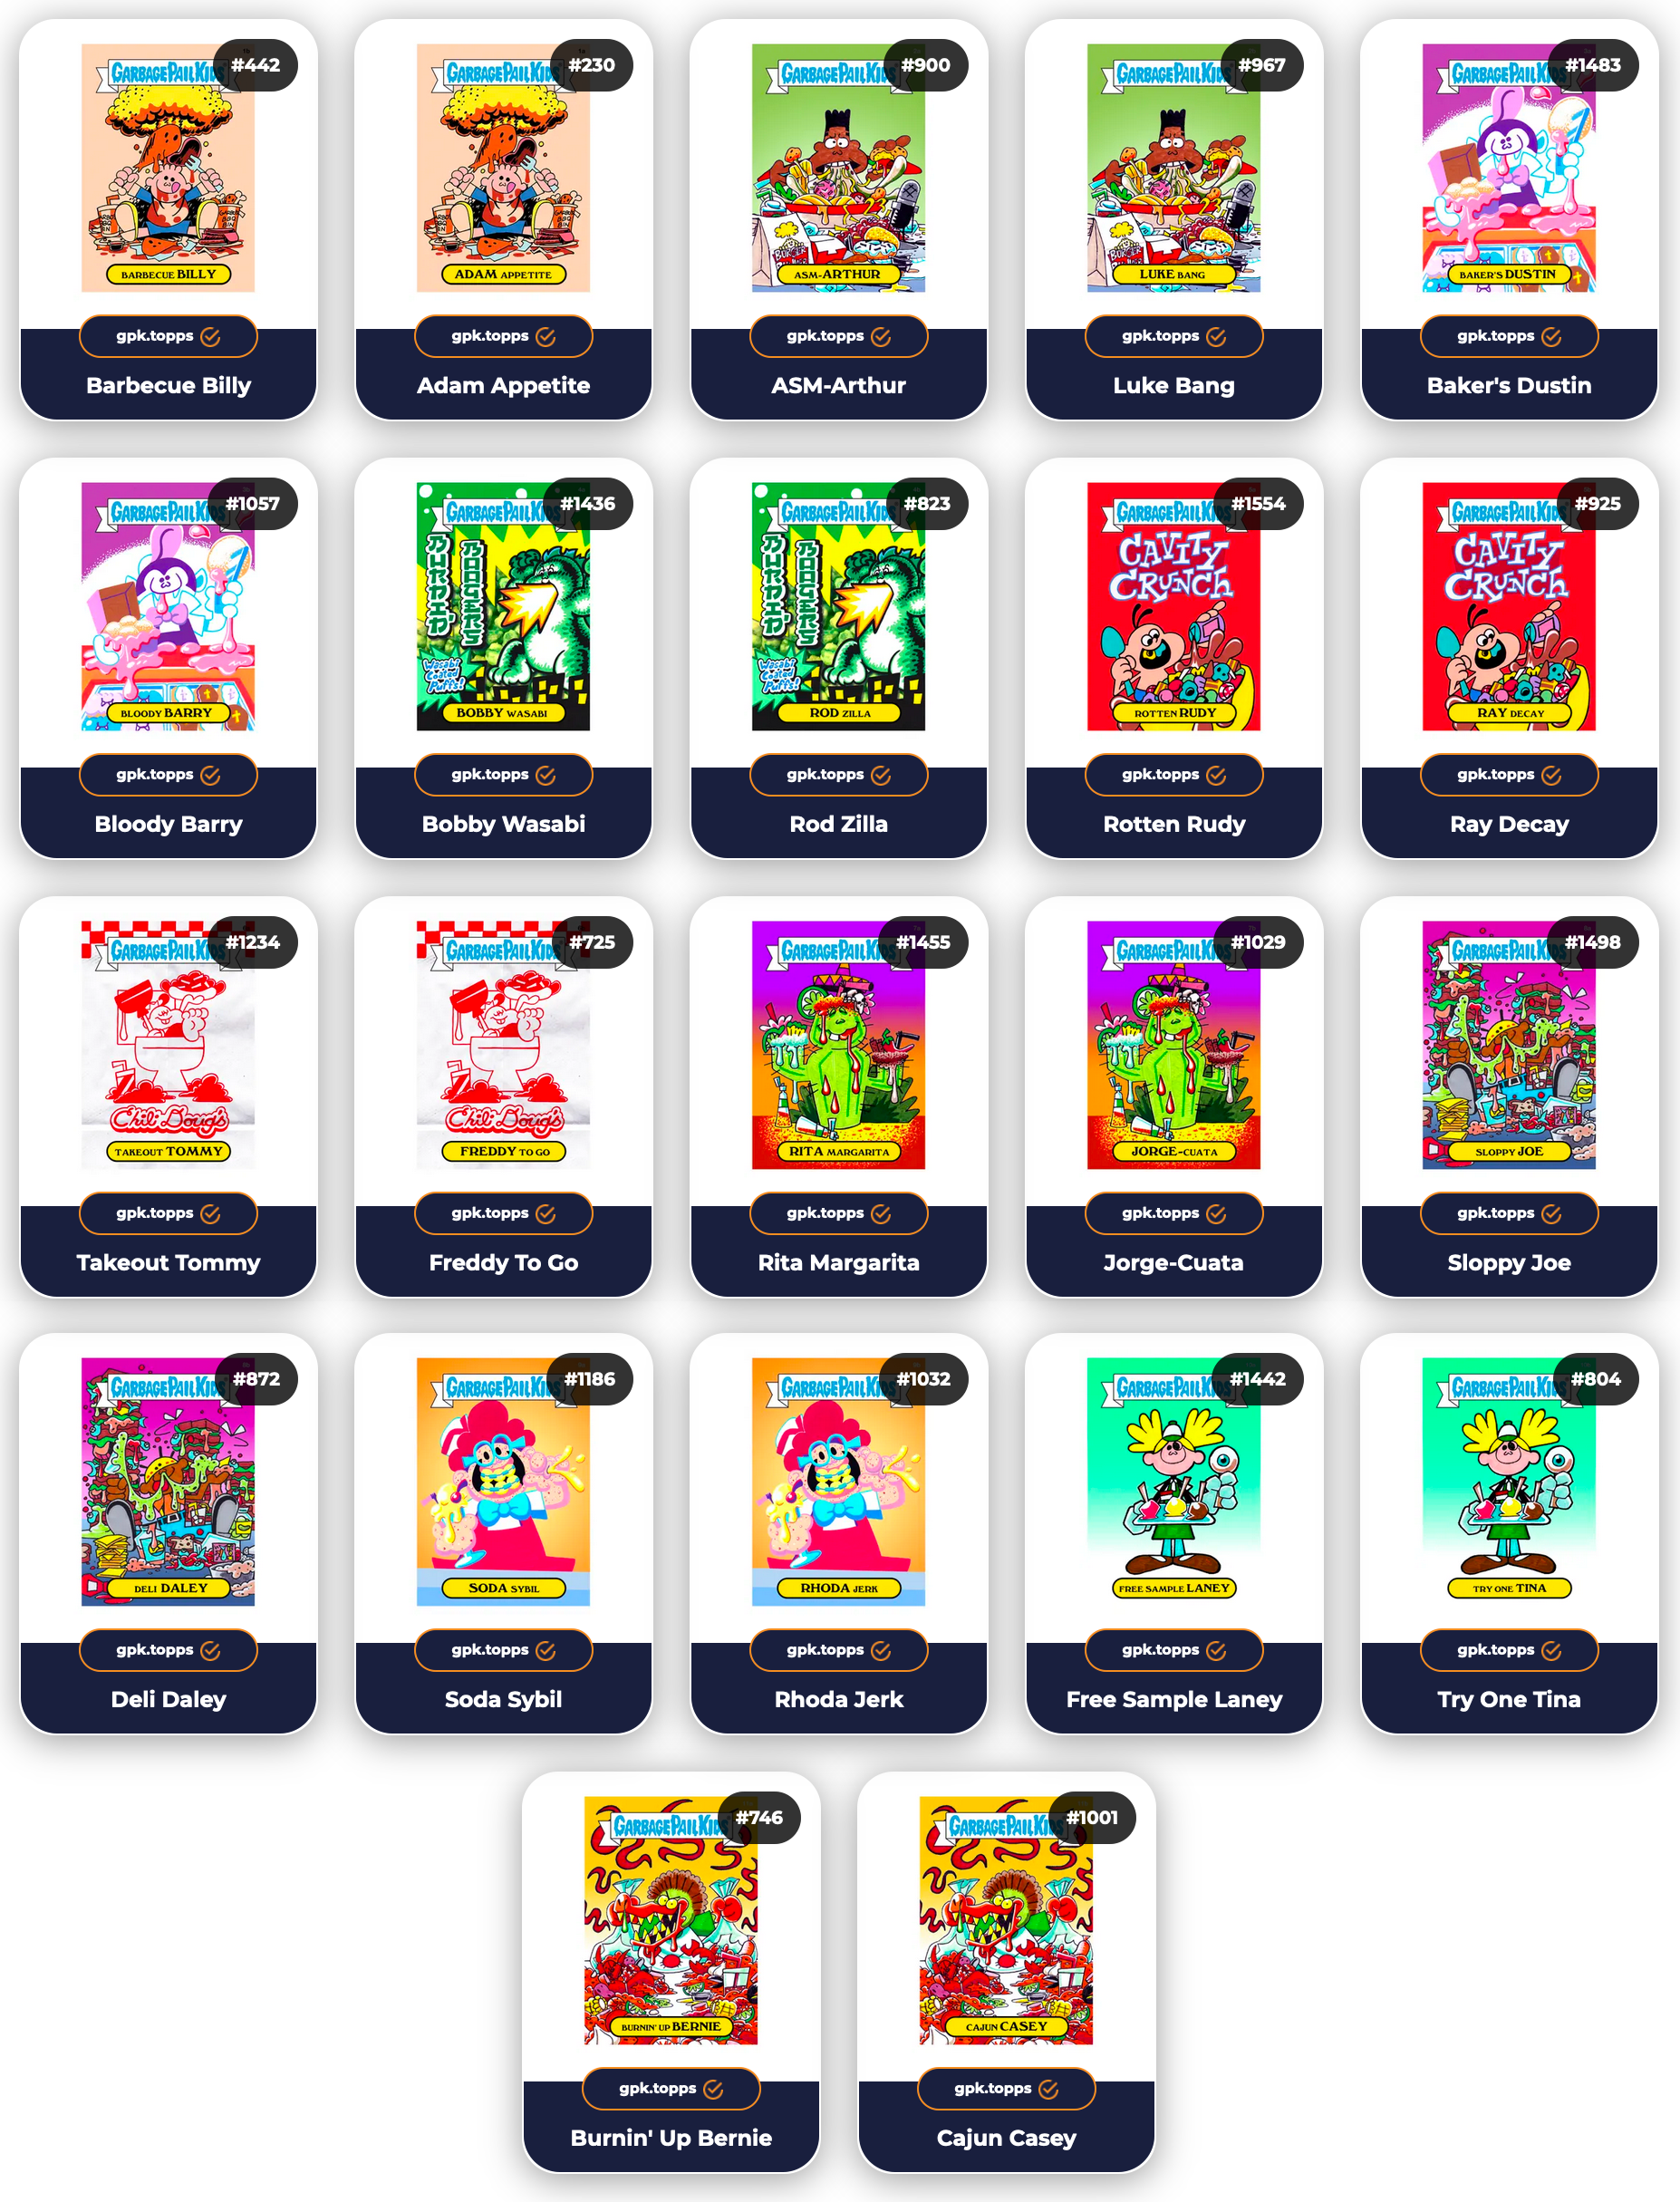 GARBAGE PAIL KIDS #442
BARBECUE BILLY
gpk.topps
Barbecue Billy
GARBAGE PAIL KIDS #230
ADAM APPETITE
gpk.topps
Adam Appetite
GARBAGE PAIL KIDS #900
ASM-ARTHUR
gpk.topps
ASM-Arthur
GARBAGE PAIL KIDS #967
LUKE BANG
gpk.topps
Luke Bang
GARBAGE PAIL KIDS #1483
BAKER'S DUSTIN
gpk.topps
Baker's Dustin
GARBAGE PAIL KIDS #1057
BLOODY BARRY
gpk.topps
Bloody Barry
GARBAGE PAIL KIDS #1436
BURNIN'
BOOGERS
Wasabi
Coated
Puffs!
BOBBY WASABI
gpk.topps
Bobby Wasabi
GARBAGE PAIL KIDS #823
BURNIN'
BOOGERS
Wasabi
Coated
Puffs!
ROD ZILLA
gpk.topps
Rod Zilla
GARBAGE PAIL KIDS #1554
CAVITY
CRUNCH
ROTTEN RUDY
gpk.topps
Rotten Rudy
GARBAGE PAIL KIDS #925
CAVITY
CRUNCH
RAY DECAY
gpk.topps
Ray Decay
GARBAGE PAIL KIDS #1234
Chili Doug's
TAKEOUT TOMMY
gpk.topps
Takeout Tommy
GARBAGE PAIL KIDS #725
Chili Doug's
FREDDY TO GO
gpk.topps
Freddy To Go
GARBAGE PAIL KIDS #1455
RITA MARGARITA
gpk.topps
Rita Margarita
GARBAGE PAIL KIDS #1029
JORGE-CUATA
gpk.topps
Jorge-Cuata
GARBAGE PAIL KIDS #1498
SLOPPY JOE
gpk.topps
Sloppy Joe
GARBAGE PAIL KIDS #872
DELI DALEY
gpk.topps
Deli Daley
GARBAGE PAIL KIDS #1186
SODA SYBIL
gpk.topps
Soda Sybil
GARBAGE PAIL KIDS #1032
RHODA JERK
gpk.topps
Rhoda Jerk
GARBAGE PAIL KIDS #1442
FREE SAMPLE LANEY
gpk.topps
Free Sample Laney
GARBAGE PAIL KIDS #804
TRY ONE TINA
gpk.topps
Try One Tina
GARBAGE PAIL KIDS #746
BURNIN' UP BERNIE
gpk.topps
Burnin' Up Bernie
GARBAGE PAIL KIDS #1001
CAJUN CASEY
gpk.topps
Cajun Casey